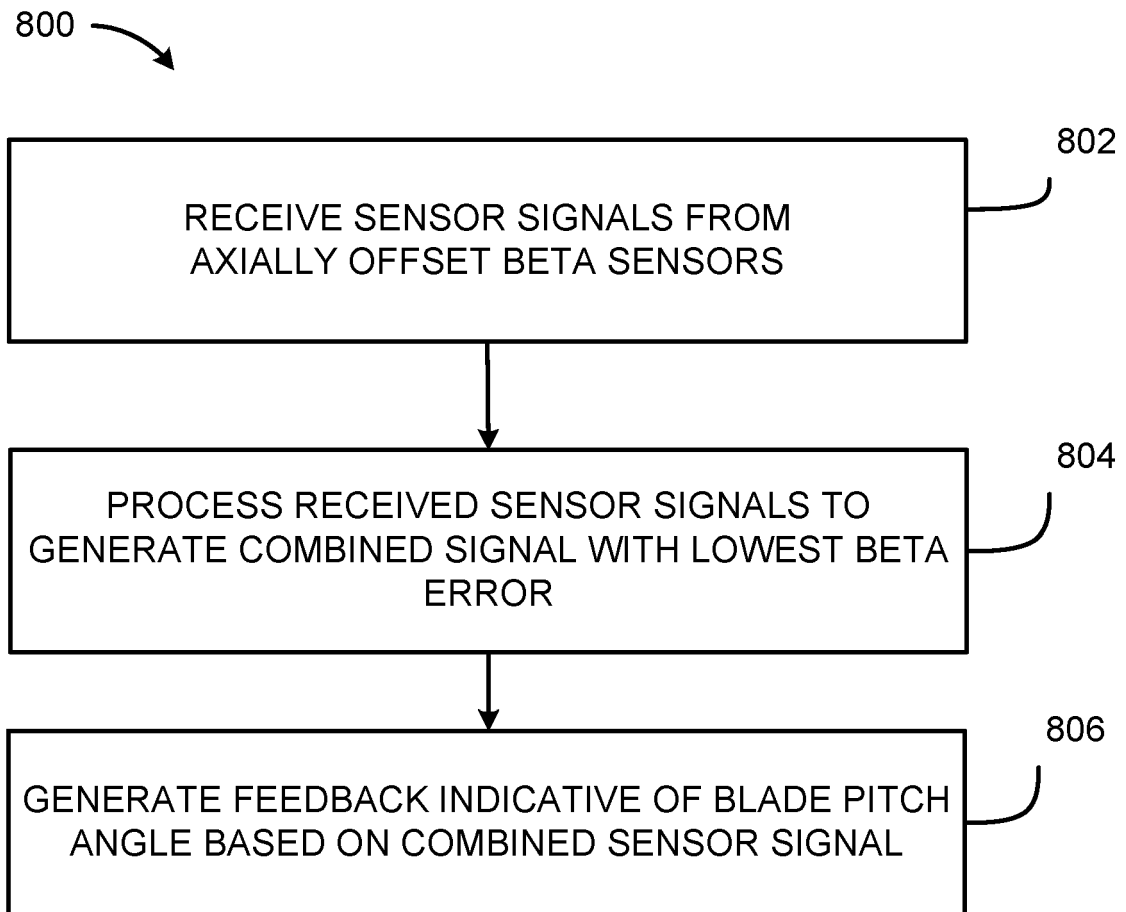 800
802
RECEIVE SENSOR SIGNALS FROM
AXIALLY OFFSET BETA SENSORS
804
PROCESS RECEIVED SENSOR SIGNALS TO
GENERATE COMBINED SIGNAL WITH LOWEST BETA
ERROR
806
GENERATE FEEDBACK INDICATIVE OF BLADE PITCH
ANGLE BASED ON COMBINED SENSOR SIGNAL